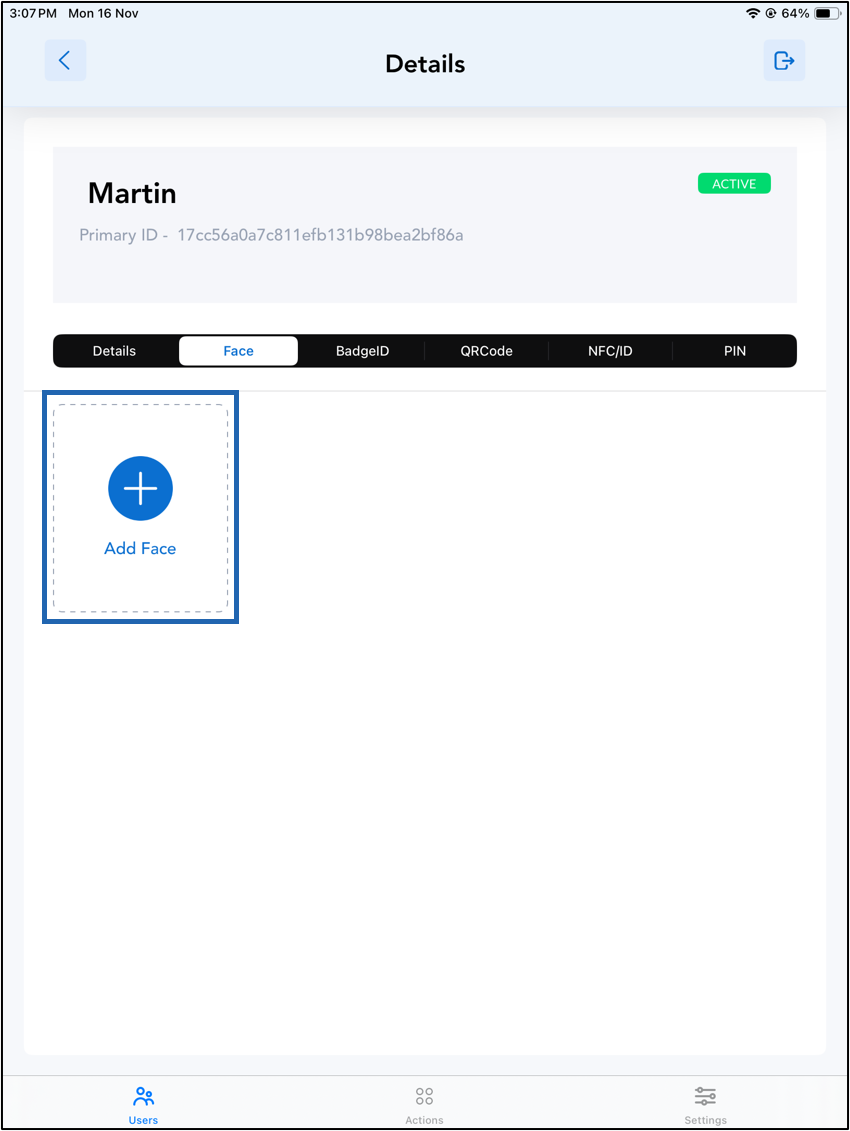 3:07 PM Mon 16 Nov 64%
Details
Martin
ACTIVE
Primary ID - 17cc56a0a7c811efb131b98bea2bf86a
Details Face BadgeID QRCode NFC/ID PIN
Add Face
Users Actions Settings